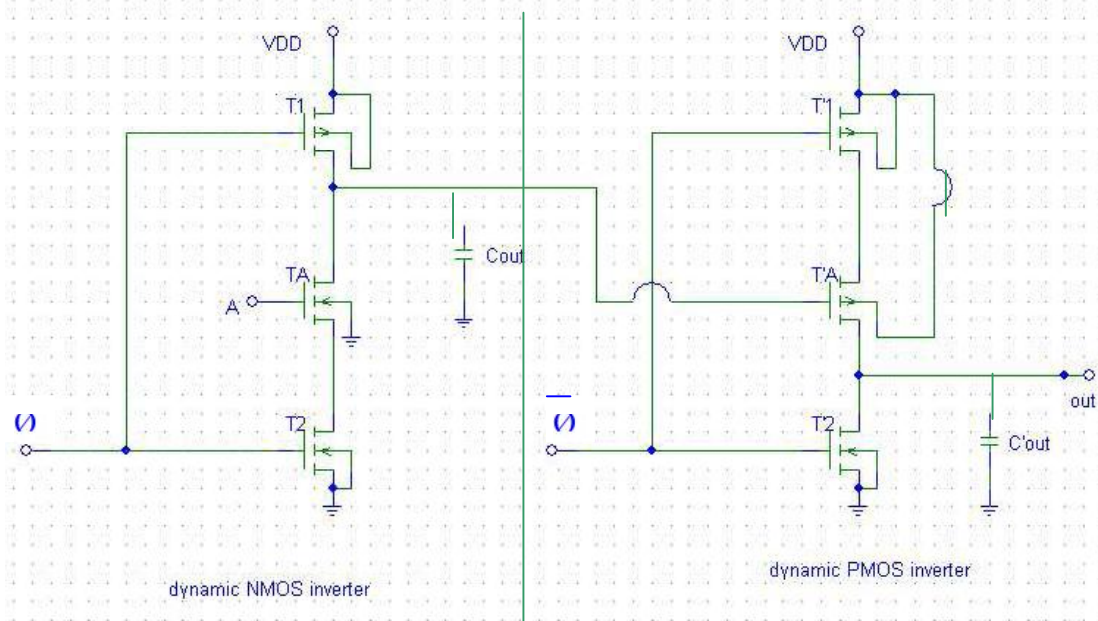 VDD
T1
TA
A
T2
Cout
ϕ
dynamic NMOS inverter
VDD
T'1
T'A
T'2
ϕ̅
out
C'out
dynamic PMOS inverter